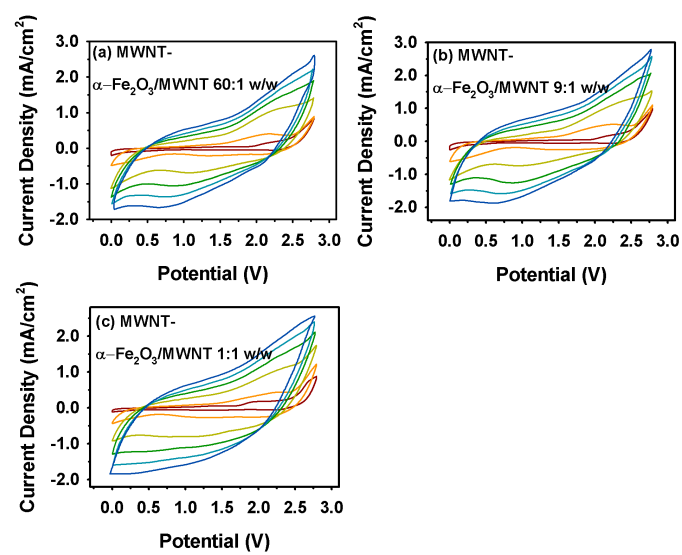 (a) MWNT-
α–Fe₂O₃/MWNT 60:1 w/w
Current Density (mA/cm²)
3.0
2.0
1.0
0.0
-1.0
-2.0
0.0 0.5 1.0 1.5 2.0 2.5 3.0
Potential (V)
(b) MWNT-
α–Fe₂O₃/MWNT 9:1 w/w
Current Density (mA/cm²)
3.0
2.0
1.0
0.0
-1.0
-2.0
0.0 0.5 1.0 1.5 2.0 2.5 3.0
Potential (V)
(c) MWNT-
α–Fe₂O₃/MWNT 1:1 w/w
Current Density (mA/cm²)
2.0
1.0
0.0
-1.0
-2.0
0.0 0.5 1.0 1.5 2.0 2.5 3.0
Potential (V)